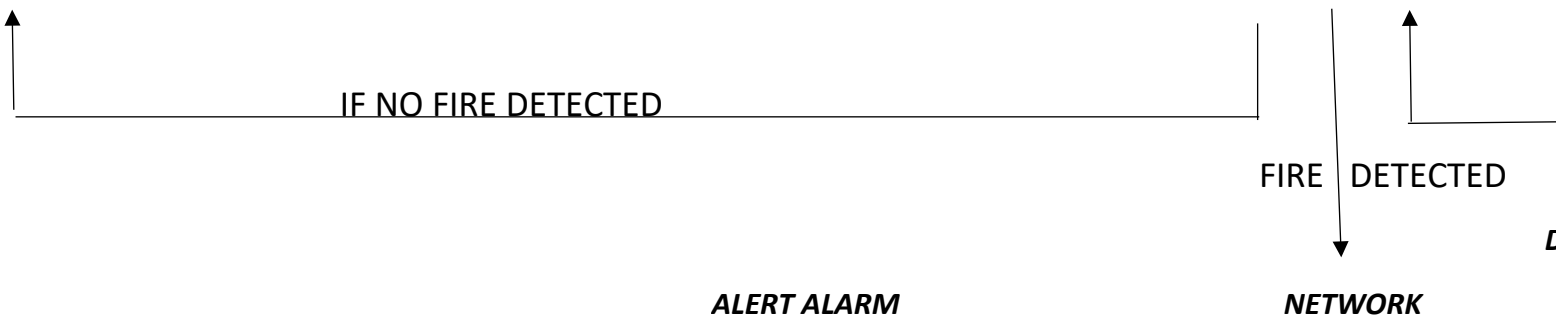 IF NO FIRE DETECTED
FIRE DETECTED
ALERT ALARM NETWORK